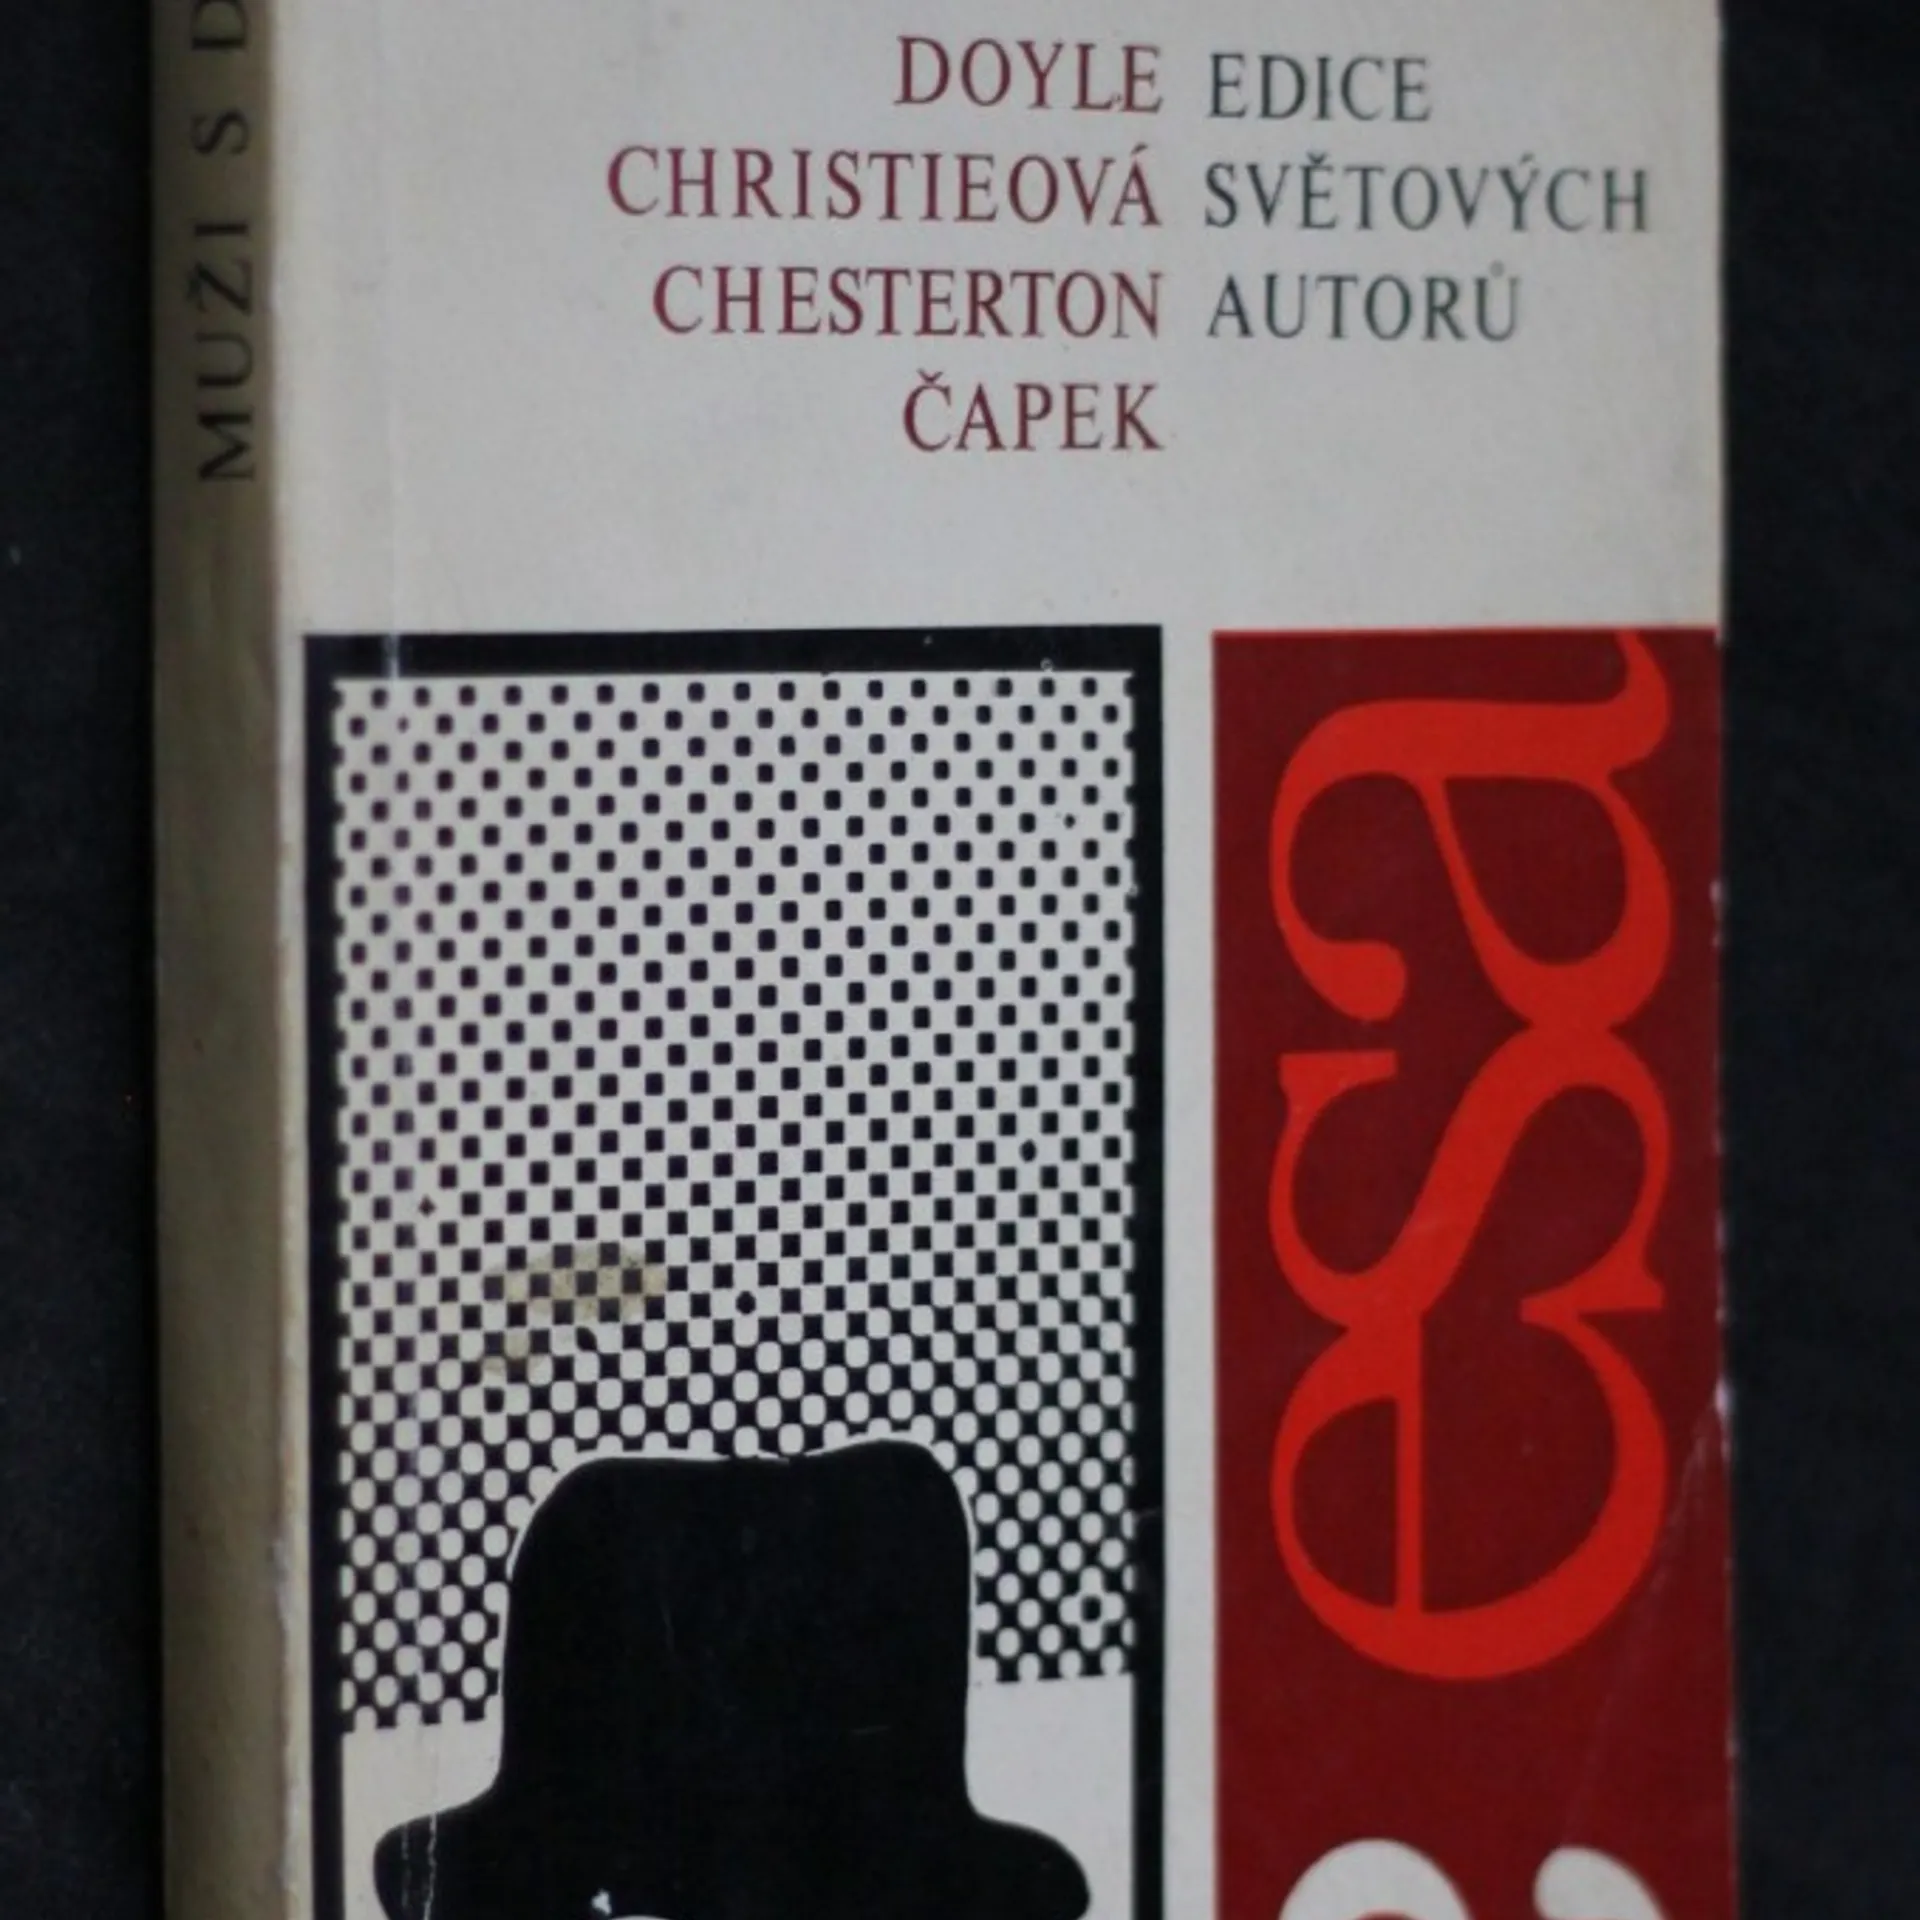 DOYLE
CHRISTIEOVÁ
CHESTERTON
ČAPEK
EDICE
SVĚTOVÝCH
AUTORŮ
MUŽI S D
esa